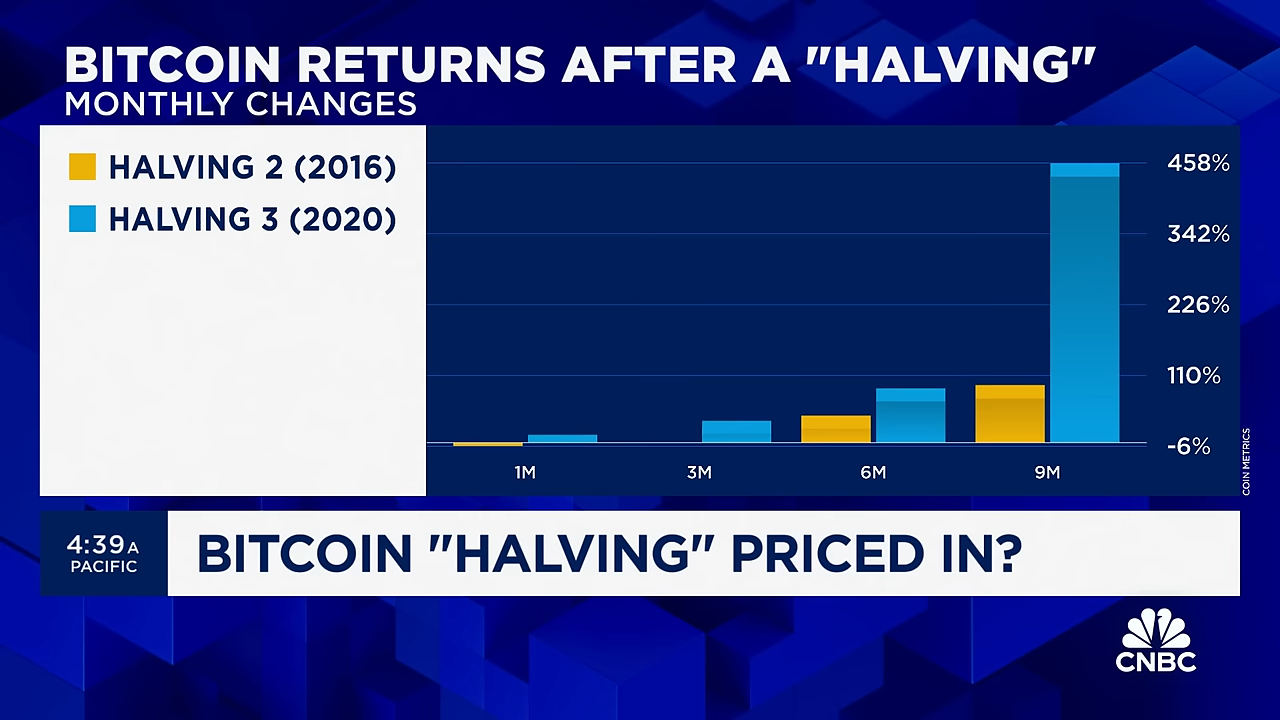 BITCOIN RETURNS AFTER A "HALVING"
MONTHLY CHANGES
HALVING 2 (2016)
HALVING 3 (2020)
458%
342%
226%
110%
-6%
1M
3M
6M
9M
COIN METRICS
4:39 A
PACIFIC
BITCOIN "HALVING" PRICED IN?
CNBC